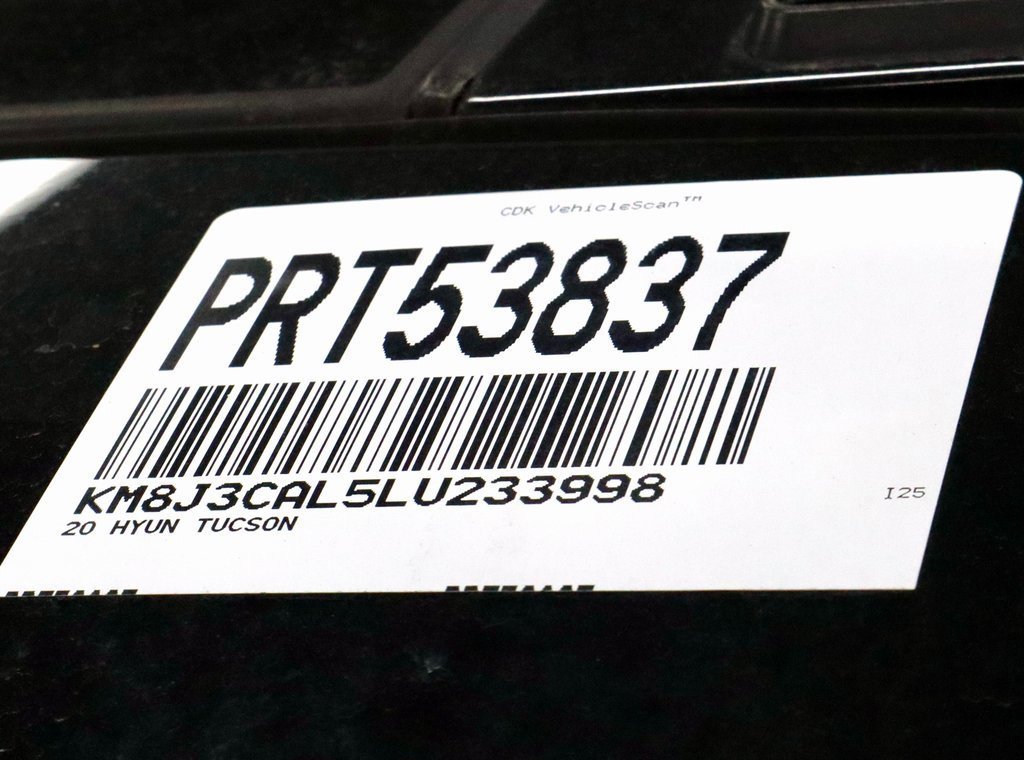 CDK VehicleScan™
PRT53837
KM8J3CAL5LU233998
I25
20 HYUN TUCSON